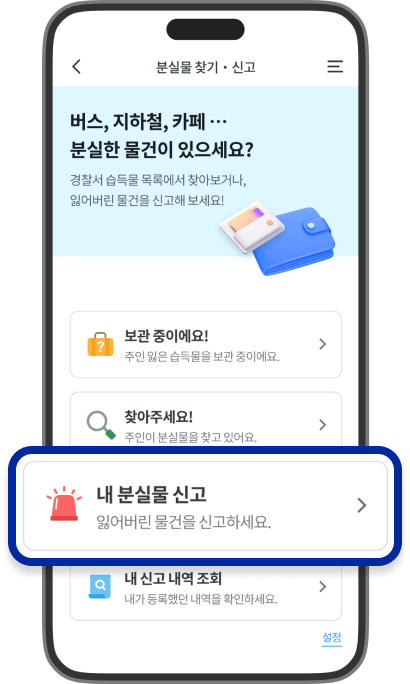 분실물 찾기 · 신고
버스, 지하철, 카페 ···
분실한 물건이 있으세요?
경찰서 습득물 목록에서 찾아보거나,
잃어버린 물건을 신고해 보세요!
?
보관 중이에요!
주인 잃은 습득물을 보관 중이에요.
찾아주세요!
주인이 분실물을 찾고 있어요.
내 분실물 신고
잃어버린 물건을 신고하세요.
내 신고 내역 조회
내가 등록했던 내역을 확인하세요.
설정